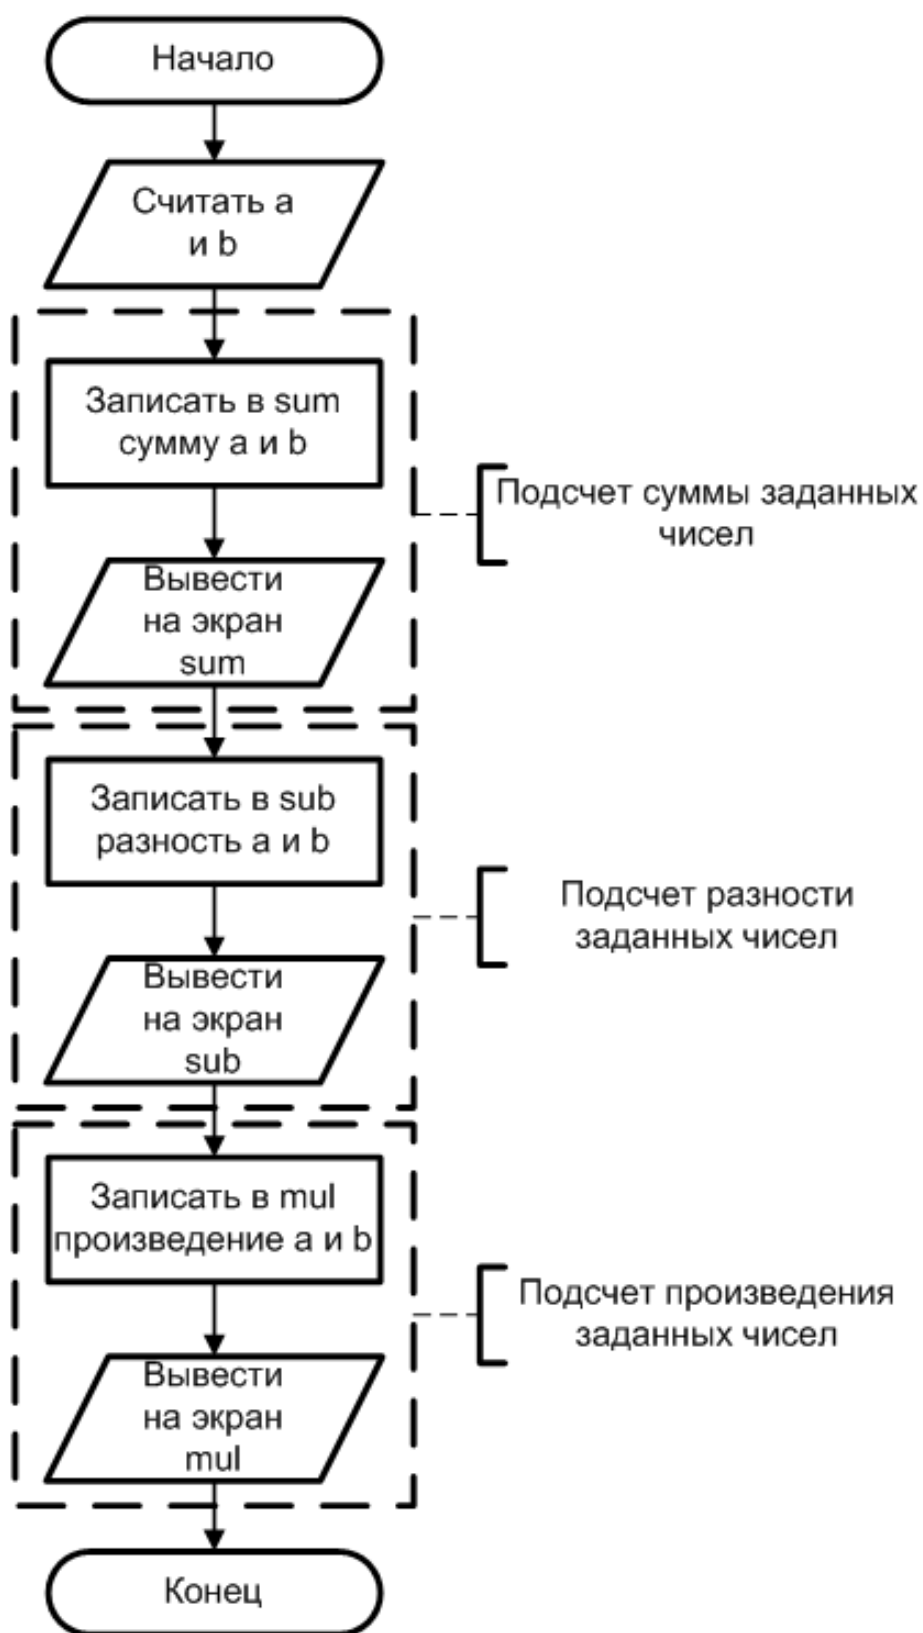 Начало
Считать a
и b
Записать в sum
сумму a и b
Подсчет суммы заданных
чисел
Вывести
на экран
sum
Записать в sub
разность a и b
Подсчет разности
заданных чисел
Вывести
на экран
sub
Записать в mul
произведение a и b
Подсчет произведения
заданных чисел
Вывести
на экран
mul
Конец